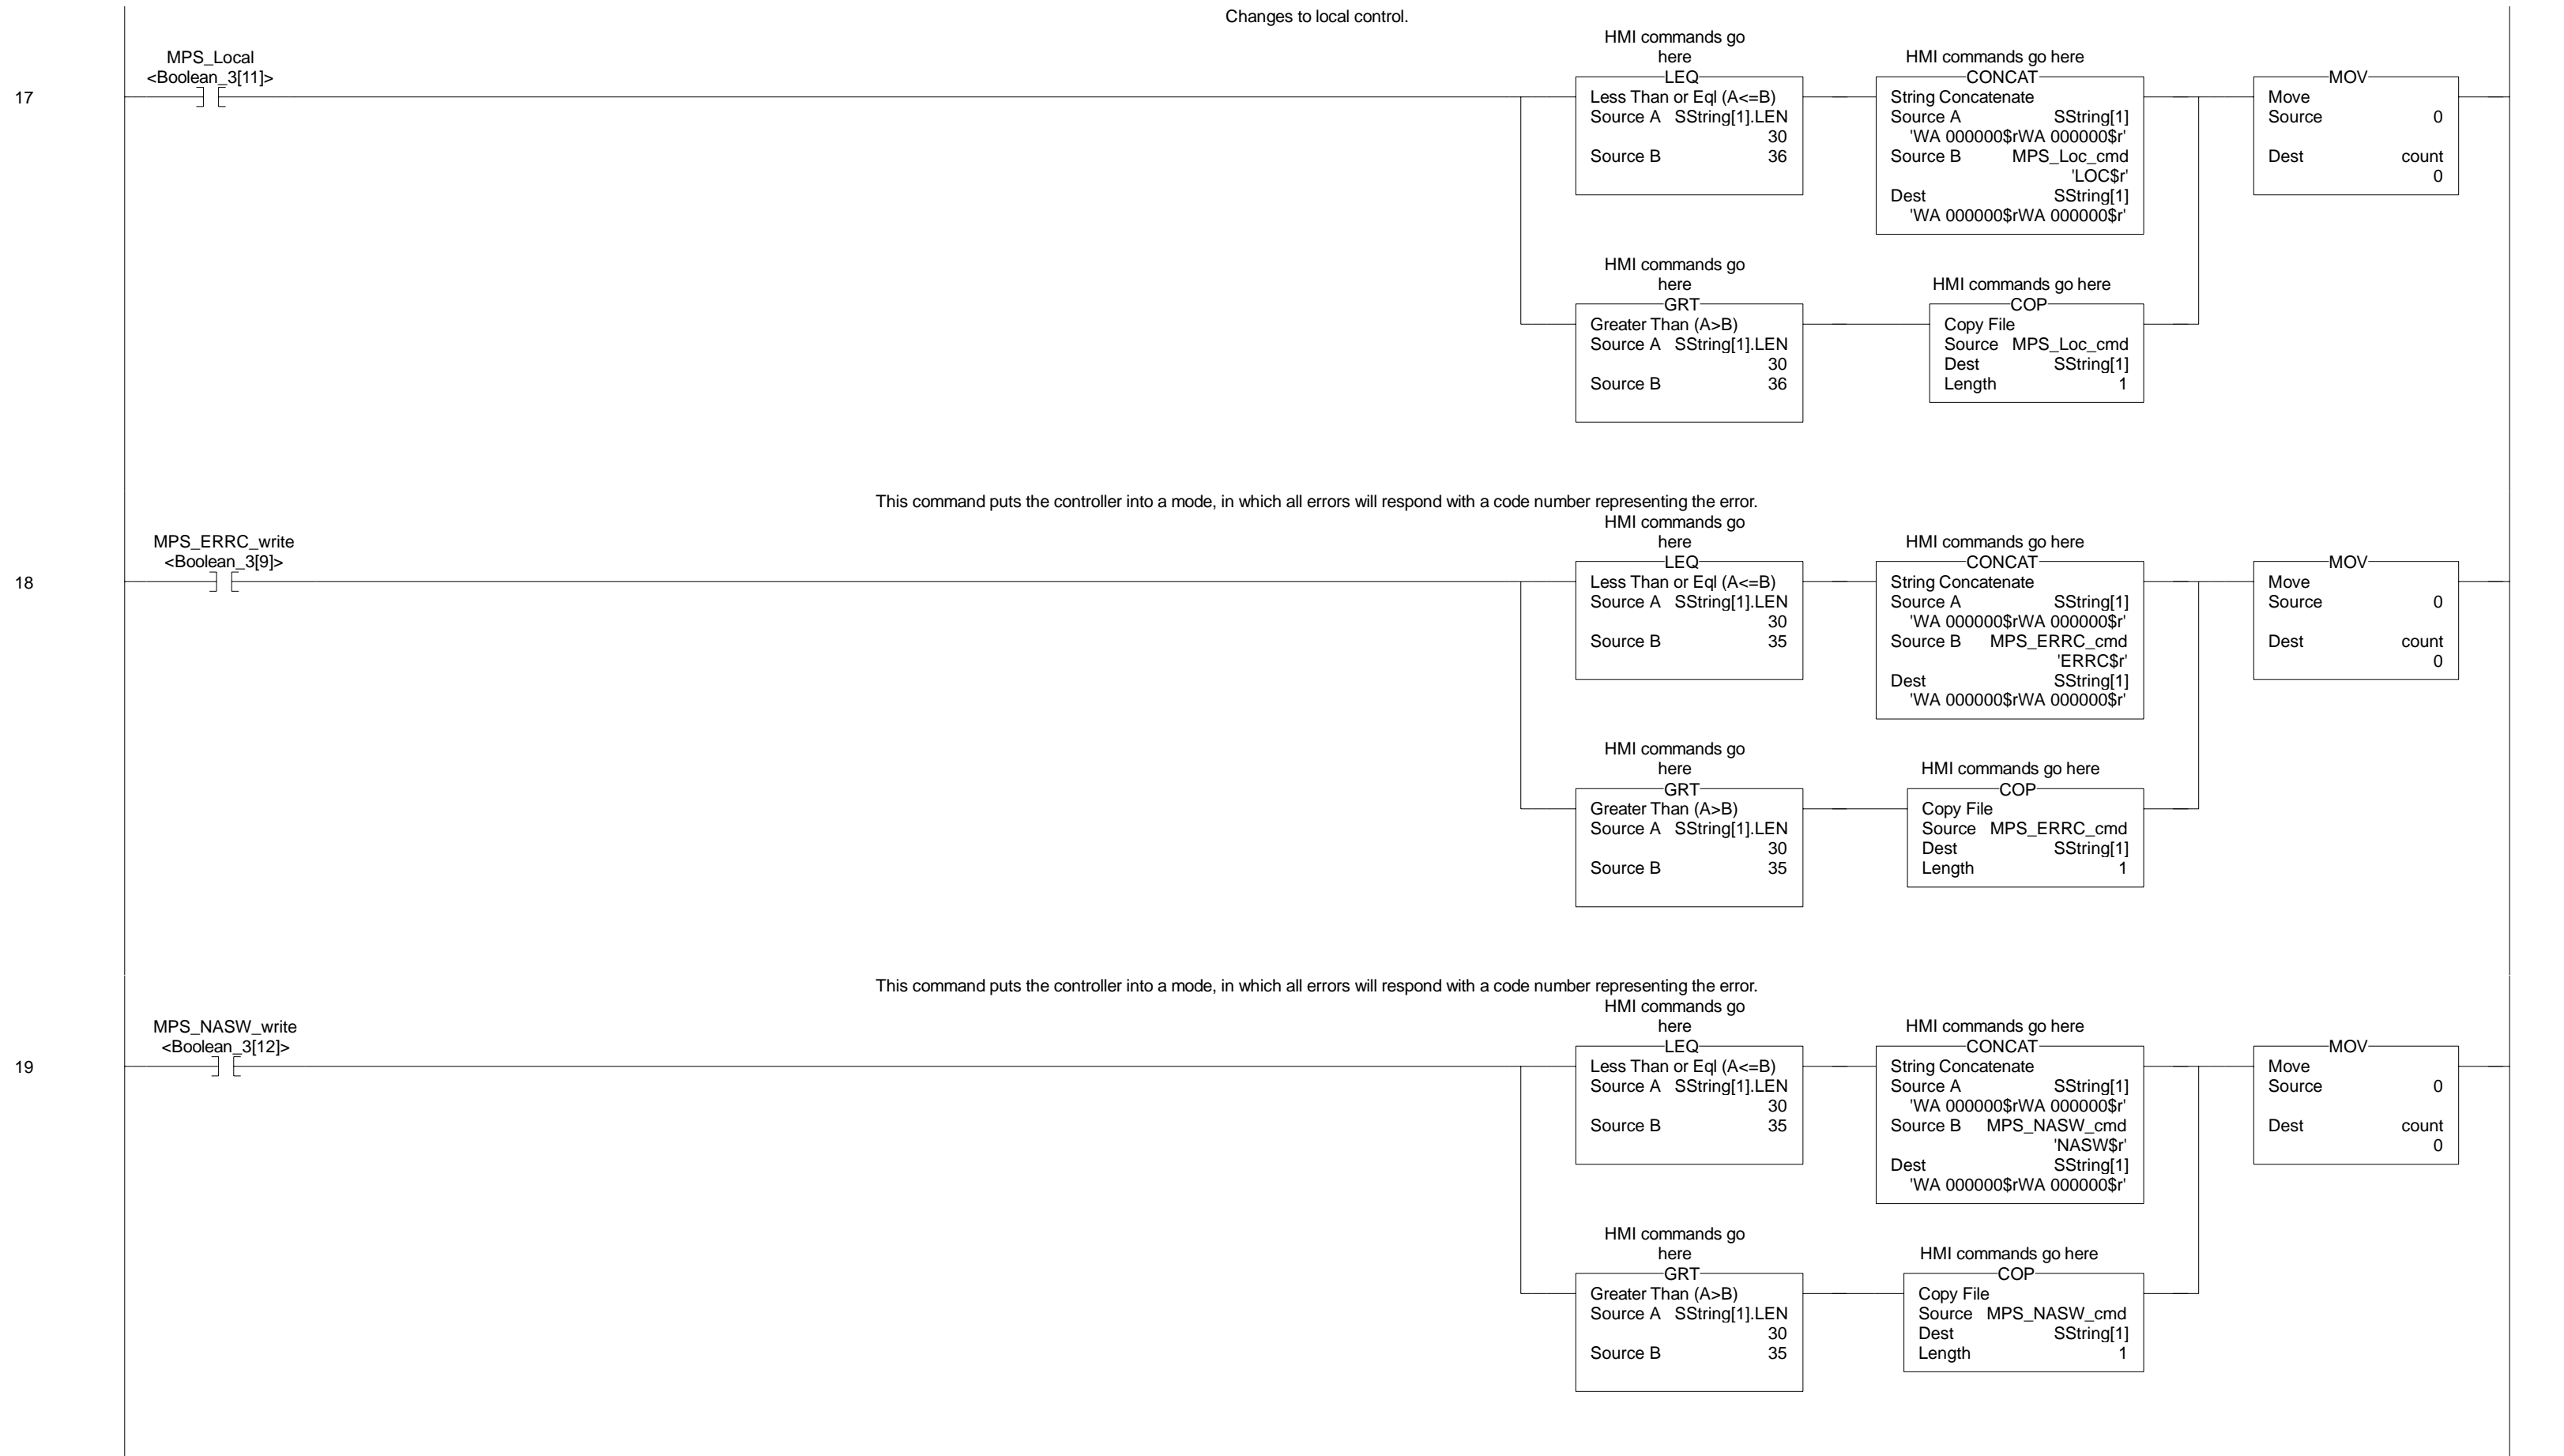 Changes to local control.
MPS_Local
<Boolean_3[11]>
17
HMI commands go
here
LEQ
Less Than or Eql (A<=B)
Source A SString[1].LEN
30
Source B 36
HMI commands go here
CONCAT
String Concatenate
Source A SString[1]
'WA 000000$rWA 000000$r'
Source B MPS_Loc_cmd
'LOC$r'
Dest SString[1]
'WA 000000$rWA 000000$r'
MOV
Move
Source 0
Dest count
0
HMI commands go
here
GRT
Greater Than (A>B)
Source A SString[1].LEN
30
Source B 36
HMI commands go here
COP
Copy File
Source MPS_Loc_cmd
Dest SString[1]
Length 1
This command puts the controller into a mode, in which all errors will respond with a code number representing the error.
MPS_ERRC_write
<Boolean_3[9]>
18
HMI commands go
here
LEQ
Less Than or Eql (A<=B)
Source A SString[1].LEN
30
Source B 35
HMI commands go here
CONCAT
String Concatenate
Source A SString[1]
'WA 000000$rWA 000000$r'
Source B MPS_ERRC_cmd
'ERRC$r'
Dest SString[1]
'WA 000000$rWA 000000$r'
MOV
Move
Source 0
Dest count
0
HMI commands go
here
GRT
Greater Than (A>B)
Source A SString[1].LEN
30
Source B 35
HMI commands go here
COP
Copy File
Source MPS_ERRC_cmd
Dest SString[1]
Length 1
This command puts the controller into a mode, in which all errors will respond with a code number representing the error.
MPS_NASW_write
<Boolean_3[12]>
19
HMI commands go
here
LEQ
Less Than or Eql (A<=B)
Source A SString[1].LEN
30
Source B 35
HMI commands go here
CONCAT
String Concatenate
Source A SString[1]
'WA 000000$rWA 000000$r'
Source B MPS_NASW_cmd
'NASW$r'
Dest SString[1]
'WA 000000$rWA 000000$r'
MOV
Move
Source 0
Dest count
0
HMI commands go
here
GRT
Greater Than (A>B)
Source A SString[1].LEN
30
Source B 35
HMI commands go here
COP
Copy File
Source MPS_NASW_cmd
Dest SString[1]
Length 1